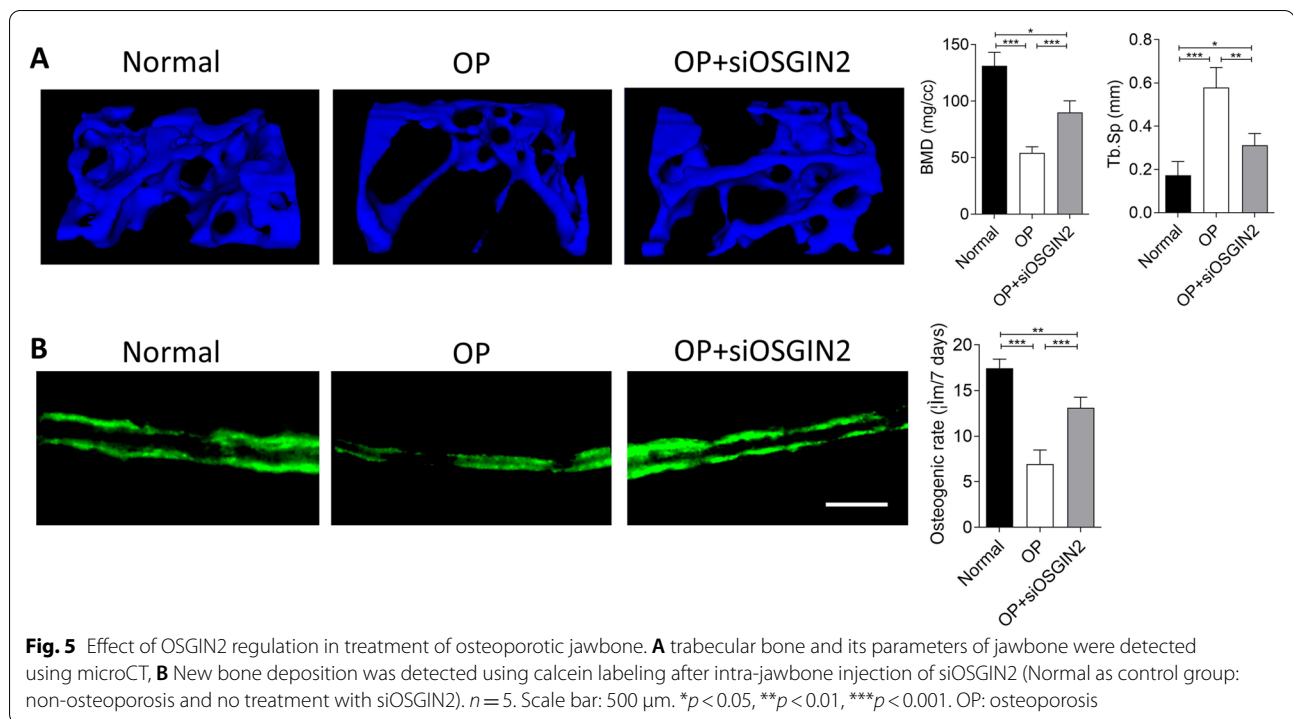 A
Normal
OP
OP+siOSGIN2
BMD (mg/cc)
150
100
50
0
*
*** ***
Normal
OP
OP+siOSGIN2
Tb.Sp (mm)
0.8
0.6
0.4
0.2
0.0
*
*** **
Normal
OP
OP+siOSGIN2
B
Normal
OP
OP+siOSGIN2
Osteogenic rate (¦Ìm/7 days)
20
15
10
5
0
**
*** ***
Normal
OP
OP+siOSGIN2
Fig. 5 Effect of OSGIN2 regulation in treatment of osteoporotic jawbone. A trabecular bone and its parameters of jawbone were detected
using microCT, B New bone deposition was detected using calcein labeling after intra-jawbone injection of siOSGIN2 (Normal as control group:
non-osteoporosis and no treatment with siOSGIN2). n = 5. Scale bar: 500 μm. *p < 0.05, **p < 0.01, ***p < 0.001. OP: osteoporosis